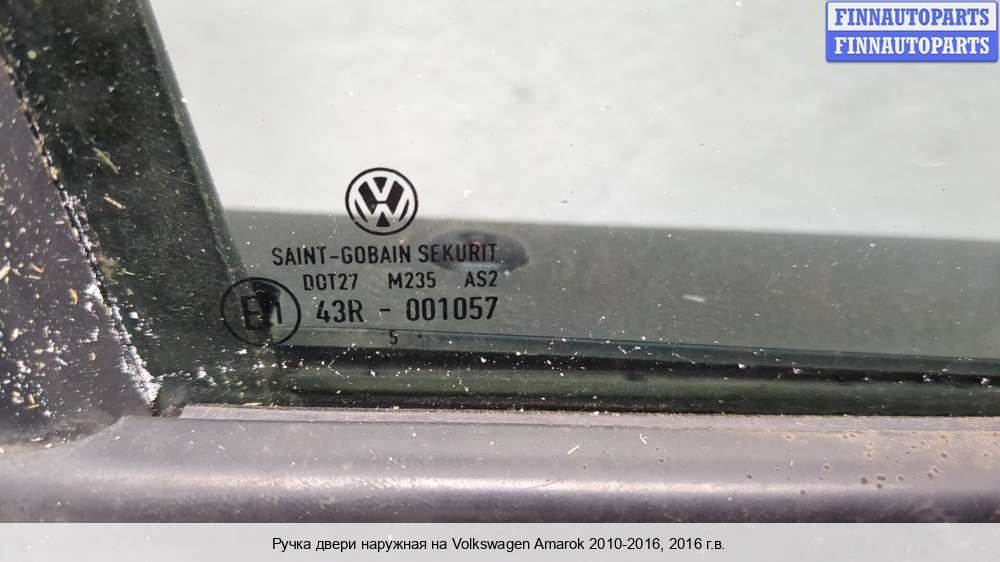 FINNAUTOPARTS
FINNAUTOPARTS
SAINT-GOBAIN SEKURIT
DOT27 M235 AS2
E1 43R - 001057
5 .
Ручка двери наружная на Volkswagen Amarok 2010-2016, 2016 г.в.